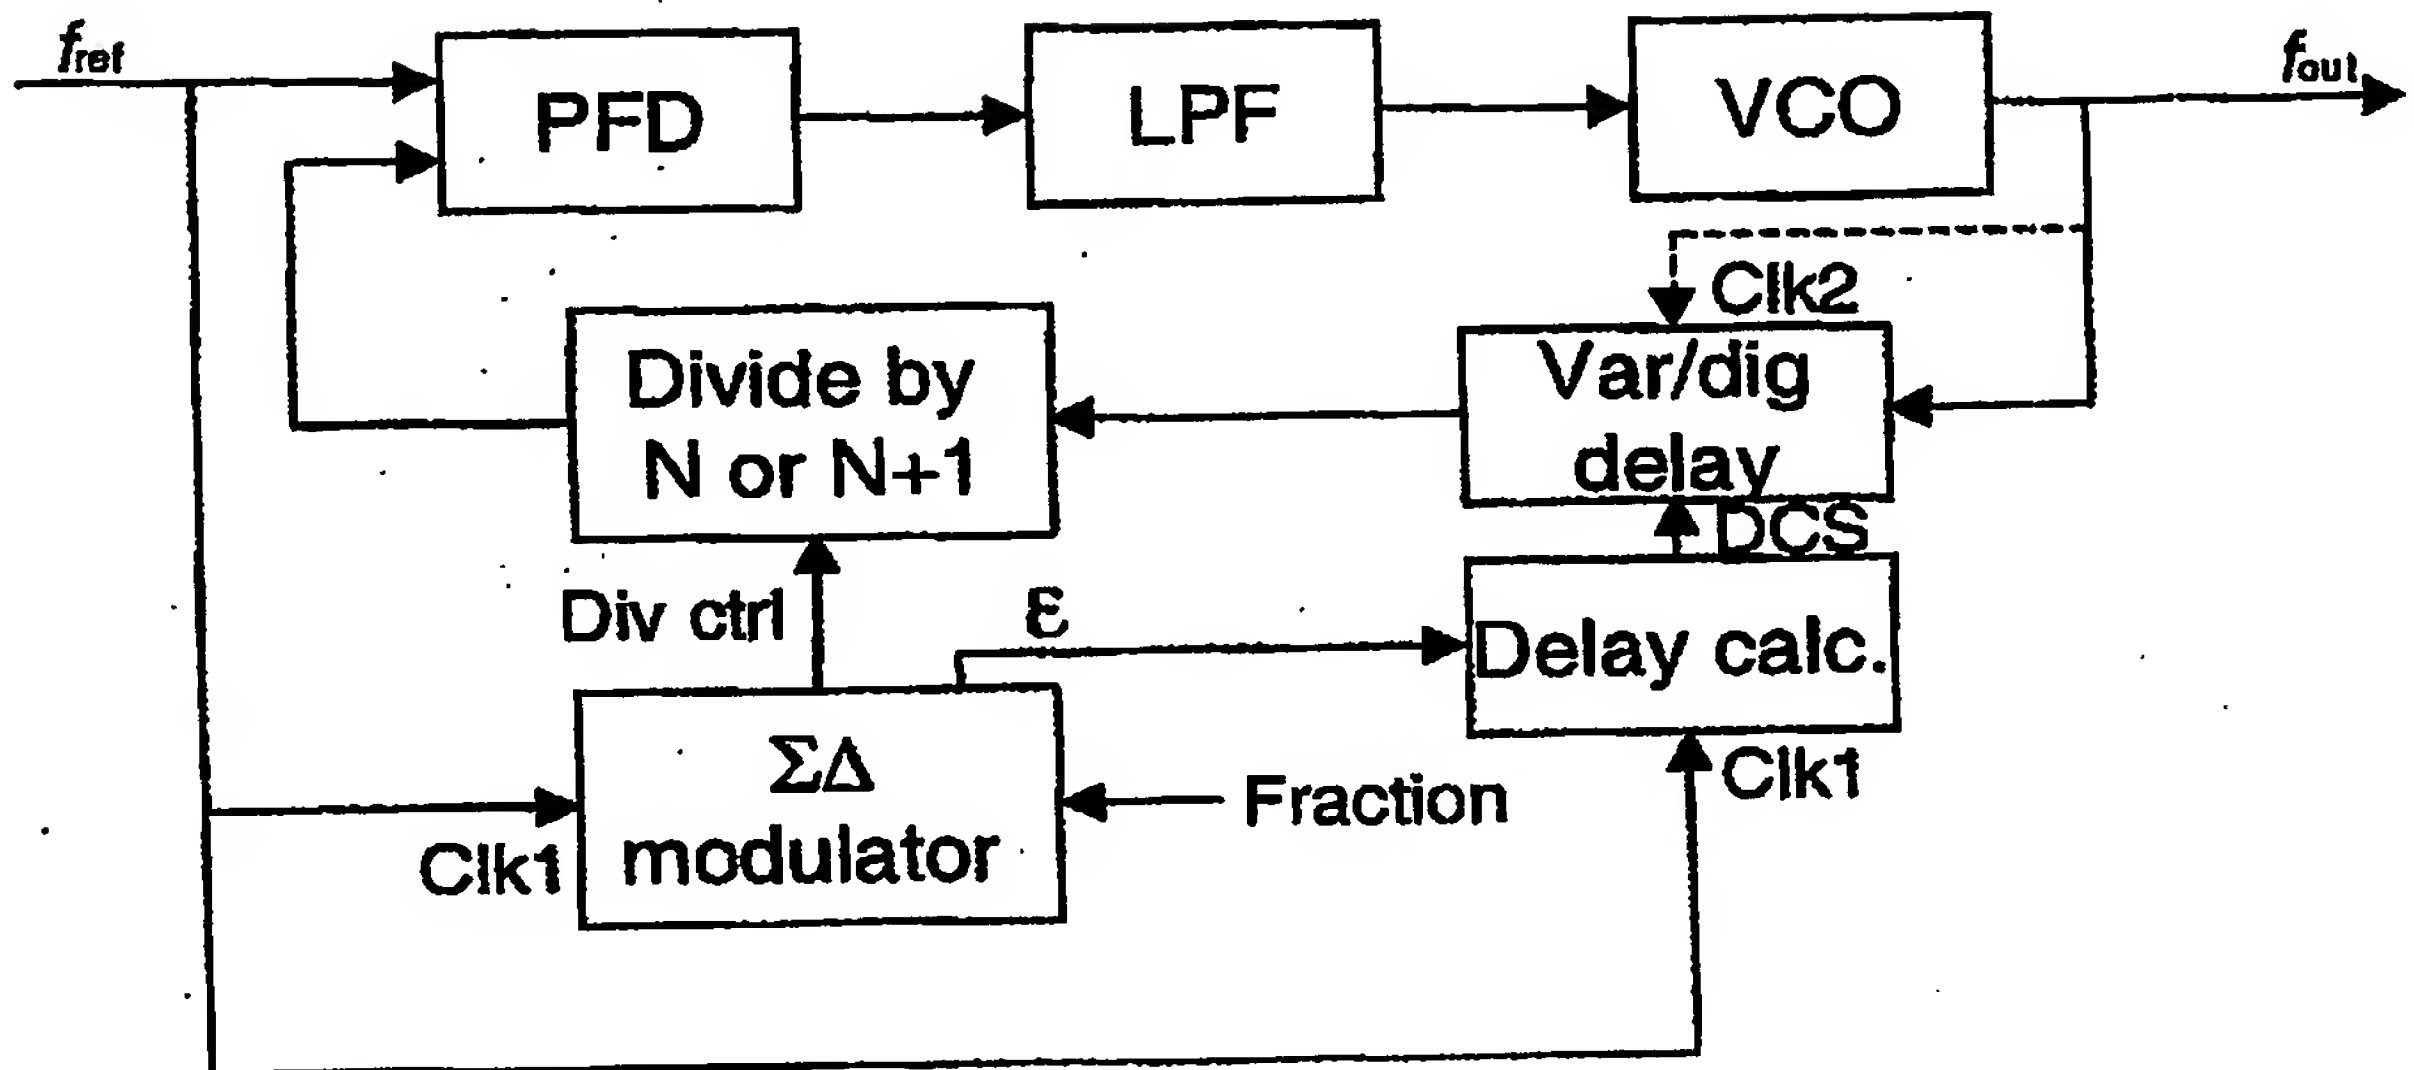 fref
PFD
LPF
VCO
fout
Clk2
Divide by
N or N+1
Var/dig
delay
DCS
Div ctrl
ε
Delay calc.
ΣΔ
modulator
Fraction
Clk1
Clk1